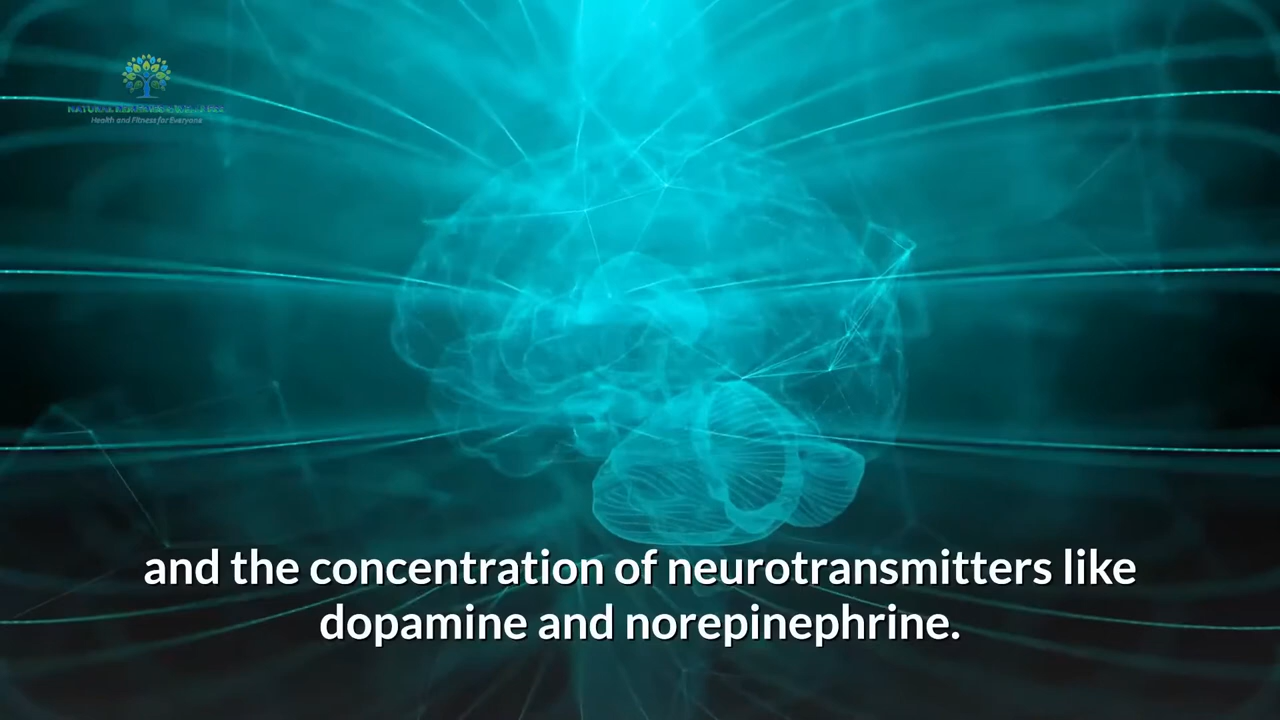 Health and Fitness for Everyone
and the concentration of neurotransmitters like
dopamine and norepinephrine.